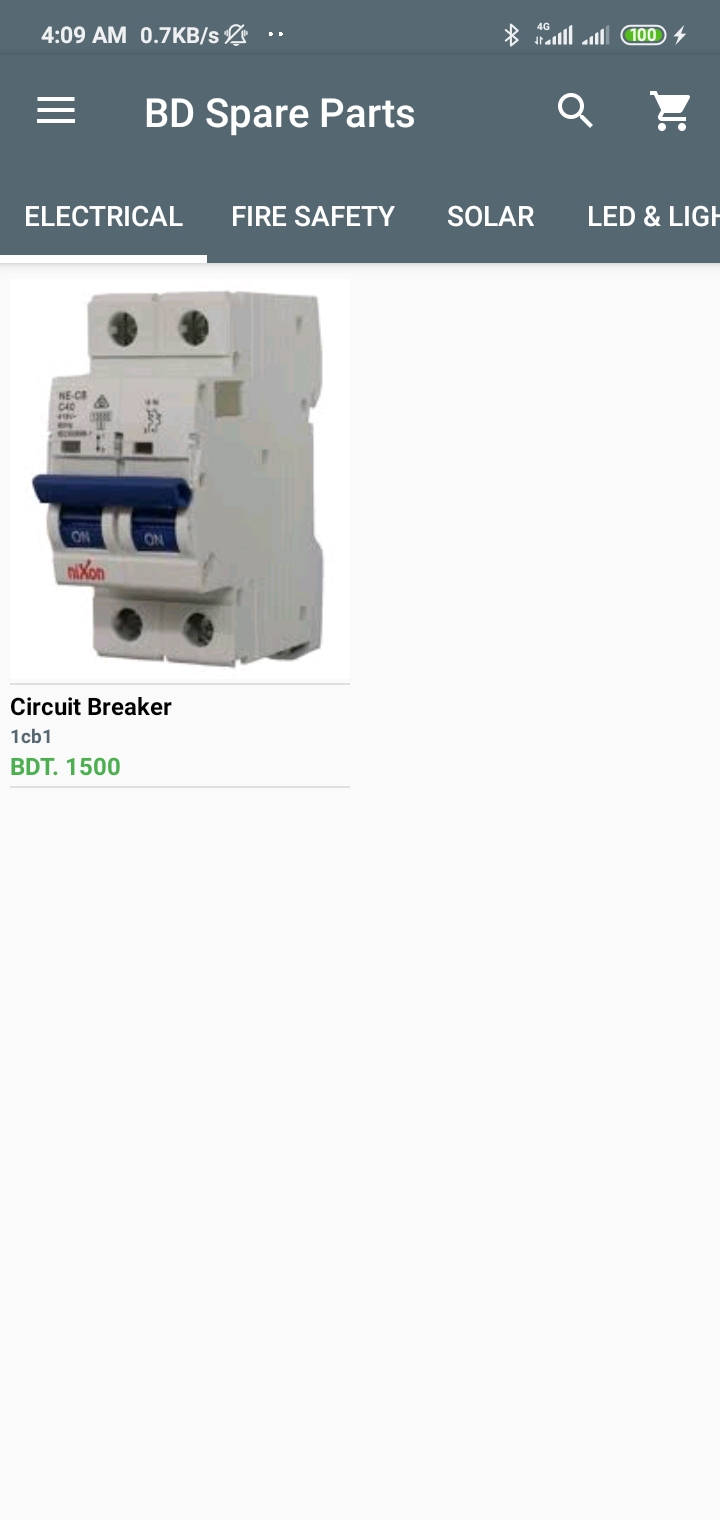 4:09 AM 0.7KB/s
4G
100
BD Spare Parts
ELECTRICAL FIRE SAFETY SOLAR LED & LIGH
NE-C8
C40
ON ON
nixon
Circuit Breaker
1cb1
BDT. 1500